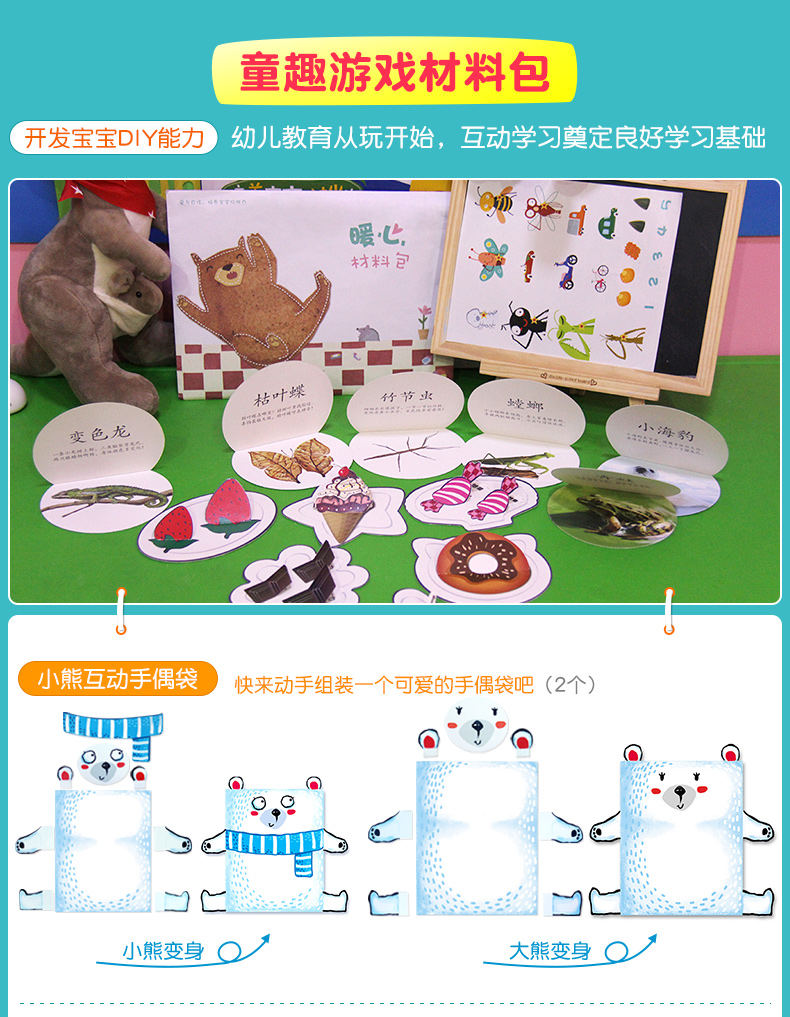 童趣游戏材料包
开发宝宝DIY能力
幼儿教育从玩开始，互动学习奠定良好学习基础
暖心
材料包
枯叶蝶
竹节虫
螳螂
变色龙
小海豹
小熊互动手偶袋
快来动手组装一个可爱的手偶袋吧（2个）
小熊变身
大熊变身